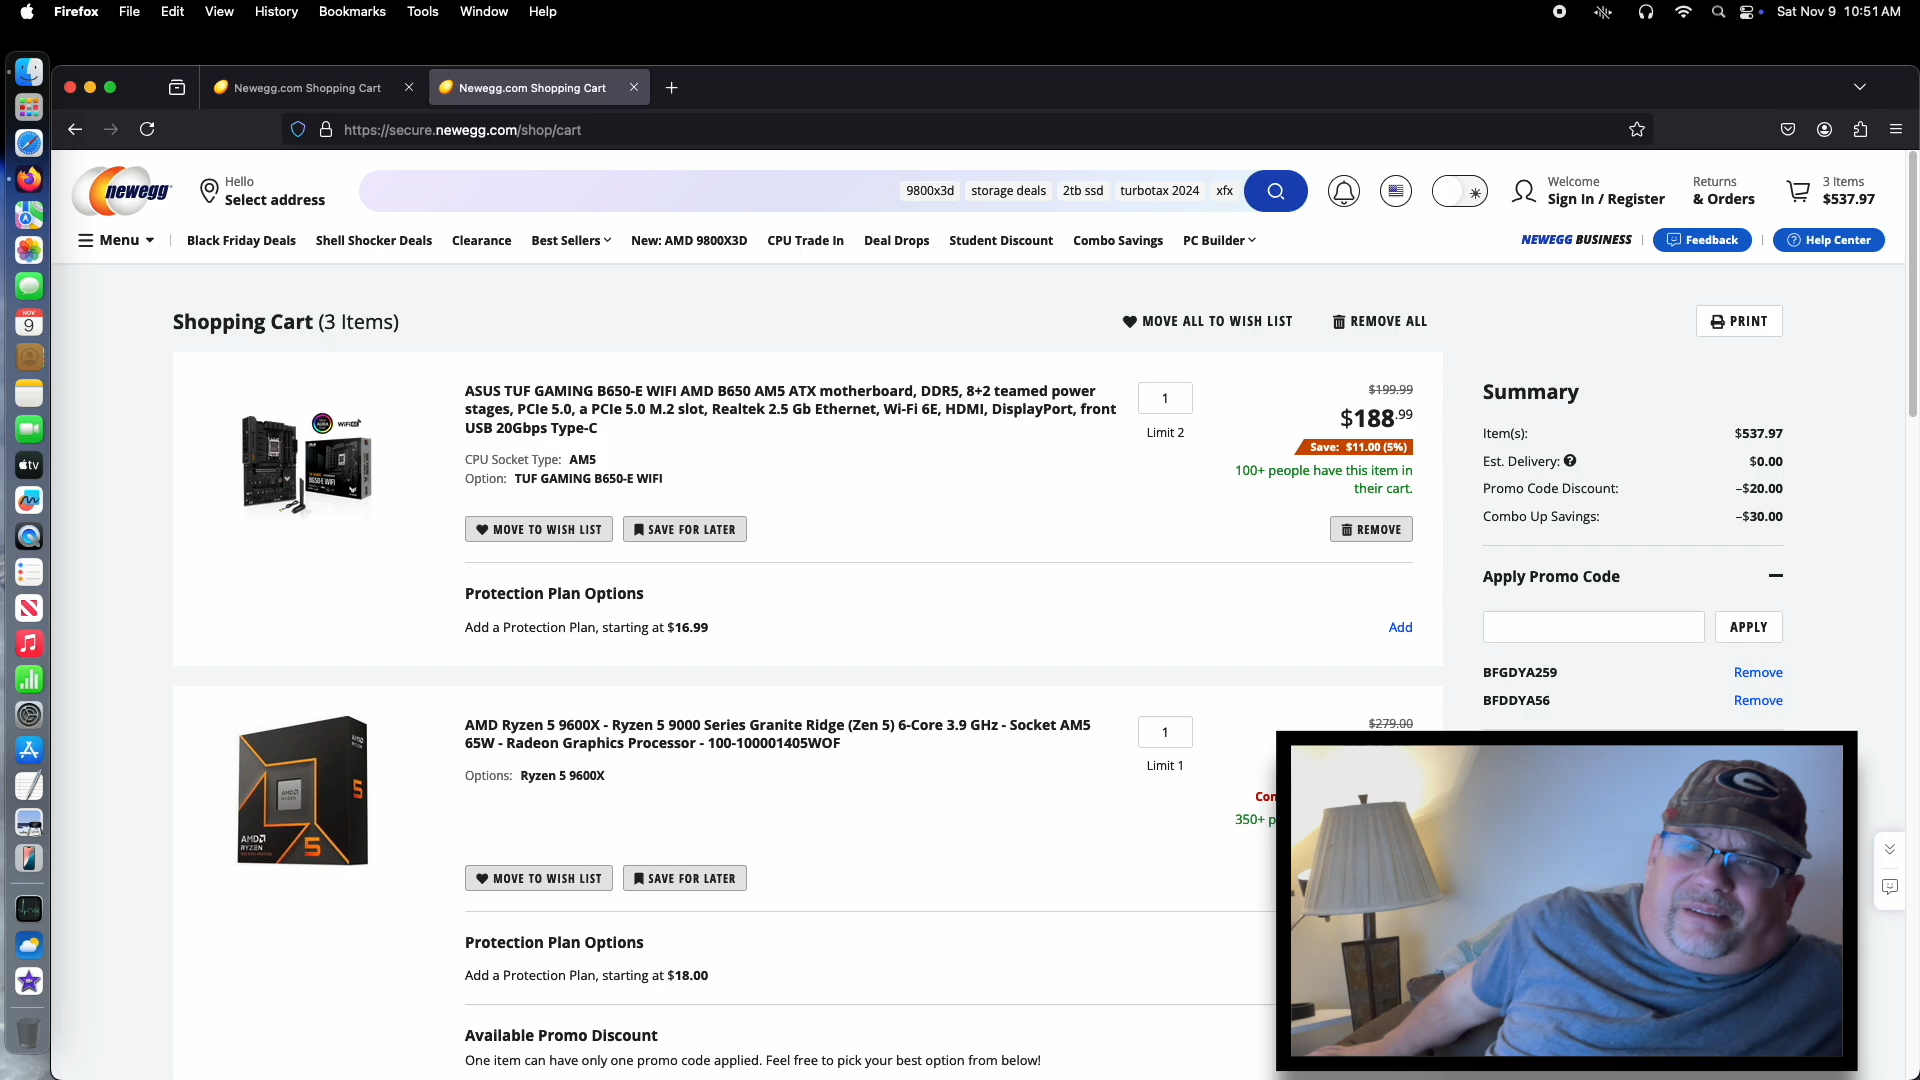 Firefox File Edit View History Bookmarks Tools Window Help
Sat Nov 9 10:51 AM
Newegg.com Shopping Cart
Newegg.com Shopping Cart
https://secure.newegg.com/shop/cart
newegg
Hello
Select address
9800x3d storage deals 2tb ssd turbotax 2024 xfx
Welcome
Sign In / Register
Returns
& Orders
3 Items
$537.97
Menu
Black Friday Deals Shell Shocker Deals Clearance Best Sellers New: AMD 9800X3D CPU Trade In Deal Drops Student Discount Combo Savings PC Builder
NEWEGG BUSINESS
Feedback
Help Center
Shopping Cart (3 Items)
MOVE ALL TO WISH LIST
REMOVE ALL
PRINT
ASUS TUF GAMING B650-E WIFI AMD B650 AM5 ATX motherboard, DDR5, 8+2 teamed power
stages, PCIe 5.0, a PCIe 5.0 M.2 slot, Realtek 2.5 Gb Ethernet, Wi-Fi 6E, HDMI, DisplayPort, front
USB 20Gbps Type-C
CPU Socket Type: AM5
Option: TUF GAMING B650-E WIFI
1
Limit 2
$199.99
$188.99
Save: $11.00 (5%)
100+ people have this item in
their cart.
MOVE TO WISH LIST
SAVE FOR LATER
REMOVE
Protection Plan Options
Add a Protection Plan, starting at $16.99
Add
AMD Ryzen 5 9600X - Ryzen 5 9000 Series Granite Ridge (Zen 5) 6-Core 3.9 GHz - Socket AM5
65W - Radeon Graphics Processor - 100-100001405WOF
Options: Ryzen 5 9600X
1
Limit 1
$279.00
Con
350+ p
AMD
RYZEN
5
5
MOVE TO WISH LIST
SAVE FOR LATER
Protection Plan Options
Add a Protection Plan, starting at $18.00
Available Promo Discount
One item can have only one promo code applied. Feel free to pick your best option from below!
Summary
Item(s): $537.97
Est. Delivery: $0.00
Promo Code Discount: -$20.00
Combo Up Savings: -$30.00
Apply Promo Code
APPLY
BFGDYA259 Remove
BFDDYA56 Remove
NOV
9
tv
G